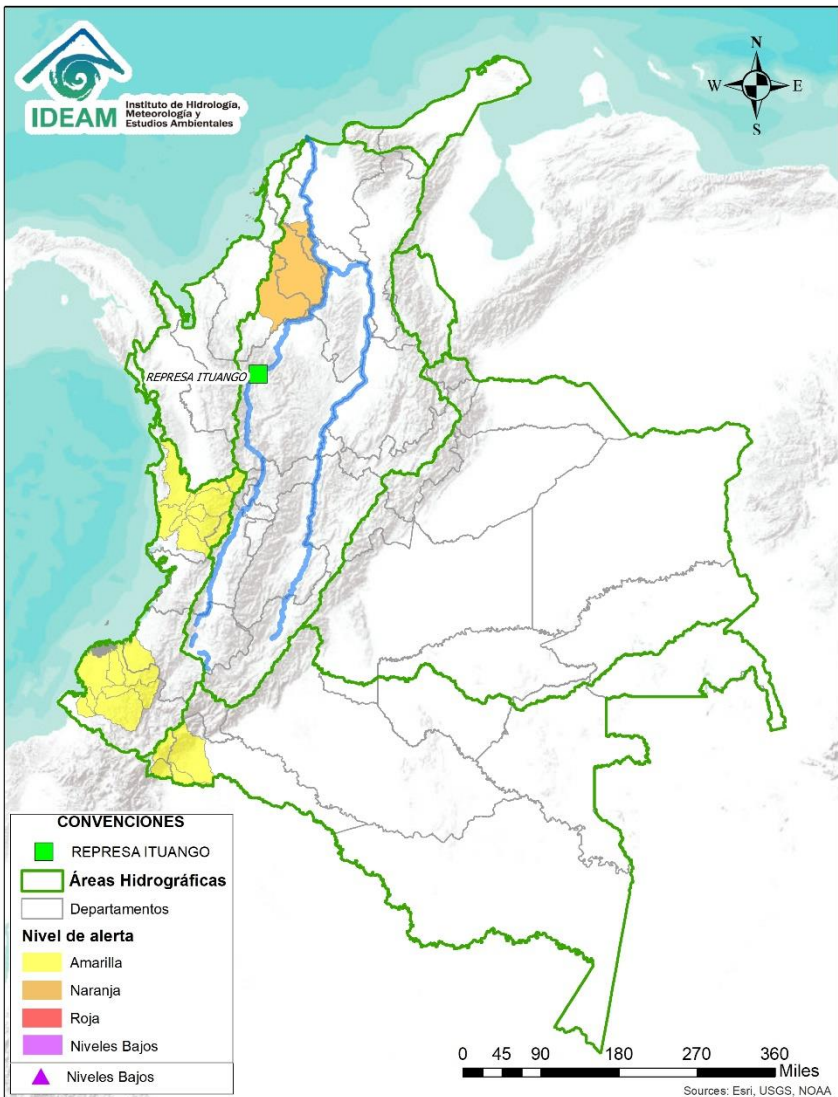 IDEAM
Instituto de Hidrología,
Meteorología y
Estudios Ambientales
N
W E
S
REPRESA ITUANGO
CONVENCIONES
REPRESA ITUANGO
Áreas Hidrográficas
Departamentos
Nivel de alerta
Amarilla
Naranja
Roja
Niveles Bajos
Niveles Bajos
0 45 90 180 270 360
Miles
Sources: Esri, USGS, NOAA